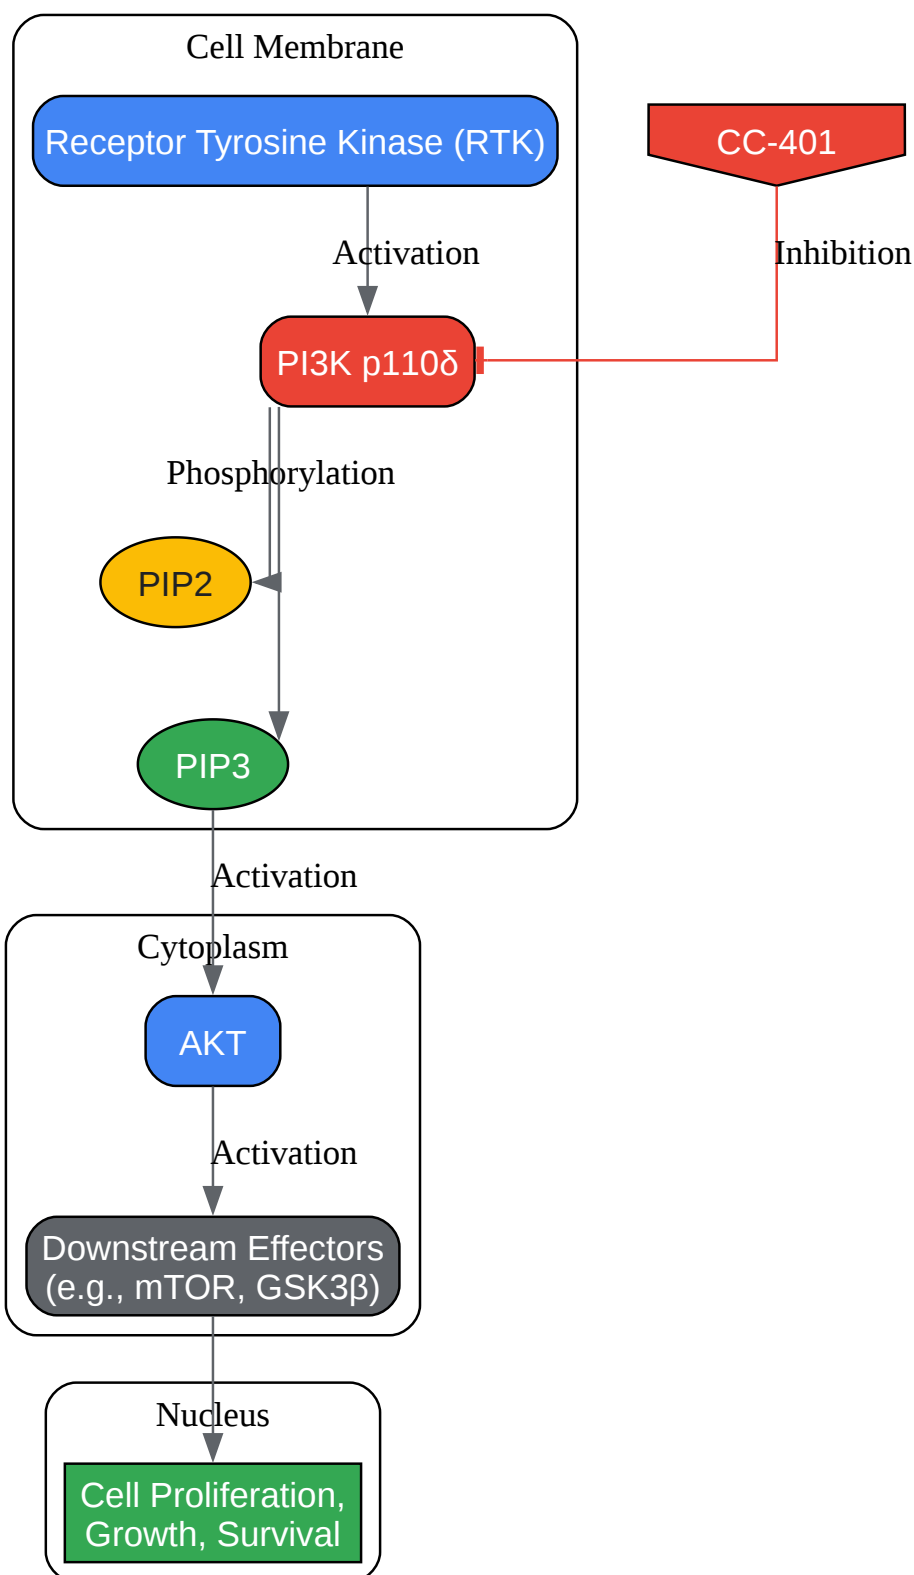 Cell Membrane
Receptor Tyrosine Kinase (RTK)
CC-401
Activation
Inhibition
PI3K p110δ
Phosphorylation
PIP2
PIP3
Activation
Cytoplasm
AKT
Activation
Downstream Effectors
(e.g., mTOR, GSK3β)
Nucleus
Cell Proliferation,
Growth, Survival